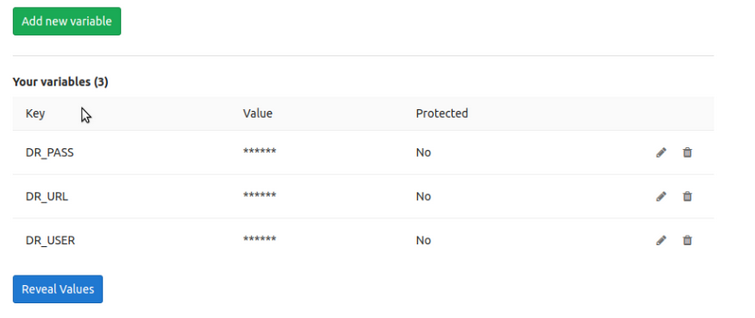 Add new variable
Your variables (3)
Key Value Protected
DR_PASS ****** No
DR_URL ****** No
DR_USER ****** No
Reveal Values